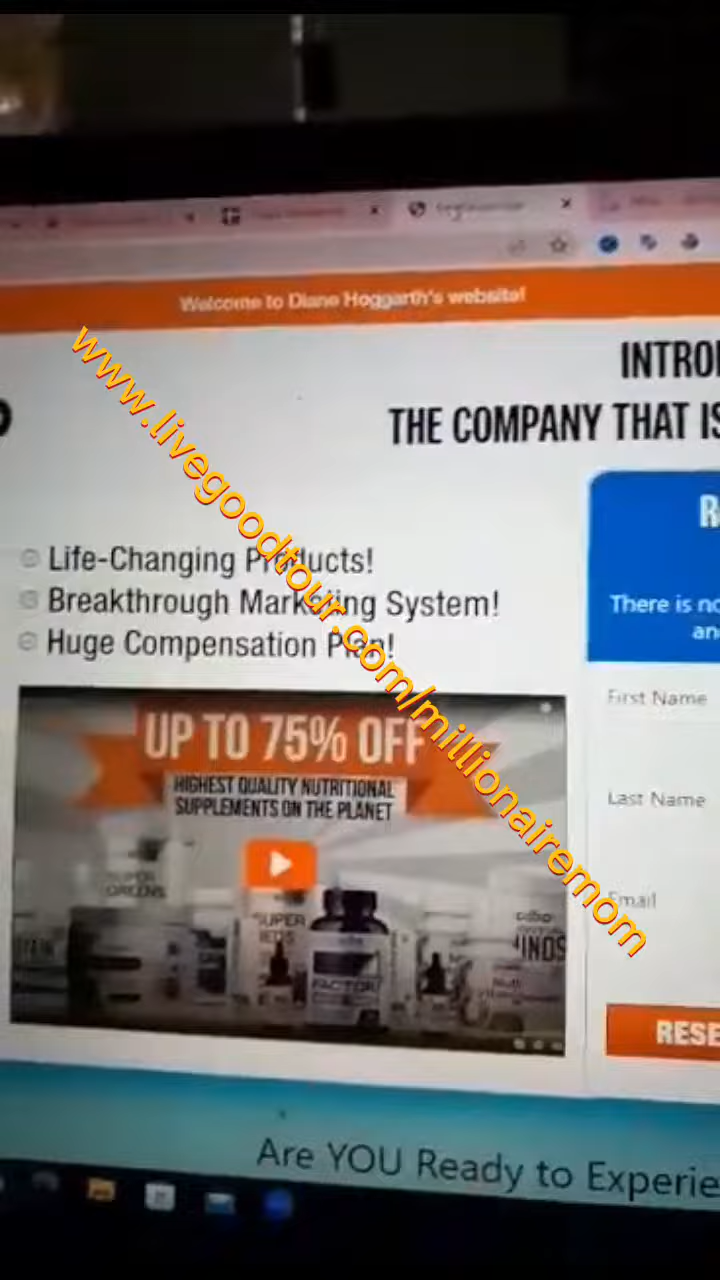 Welcome to Diane Hoggarth's website!
INTRO
THE COMPANY THAT IS
www.livegoodtour.com/millionairemom
Life-Changing Products!
Breakthrough Marketing System!
Huge Compensation Plan!
R
There is no
an
First Name
Last Name
Email
RESE
UP TO 75% OFF
HIGHEST QUALITY NUTRITIONAL
SUPPLEMENTS ON THE PLANET
SUPER
GREENS
SUPER
REDS
FACTOR
Are YOU Ready to Experie